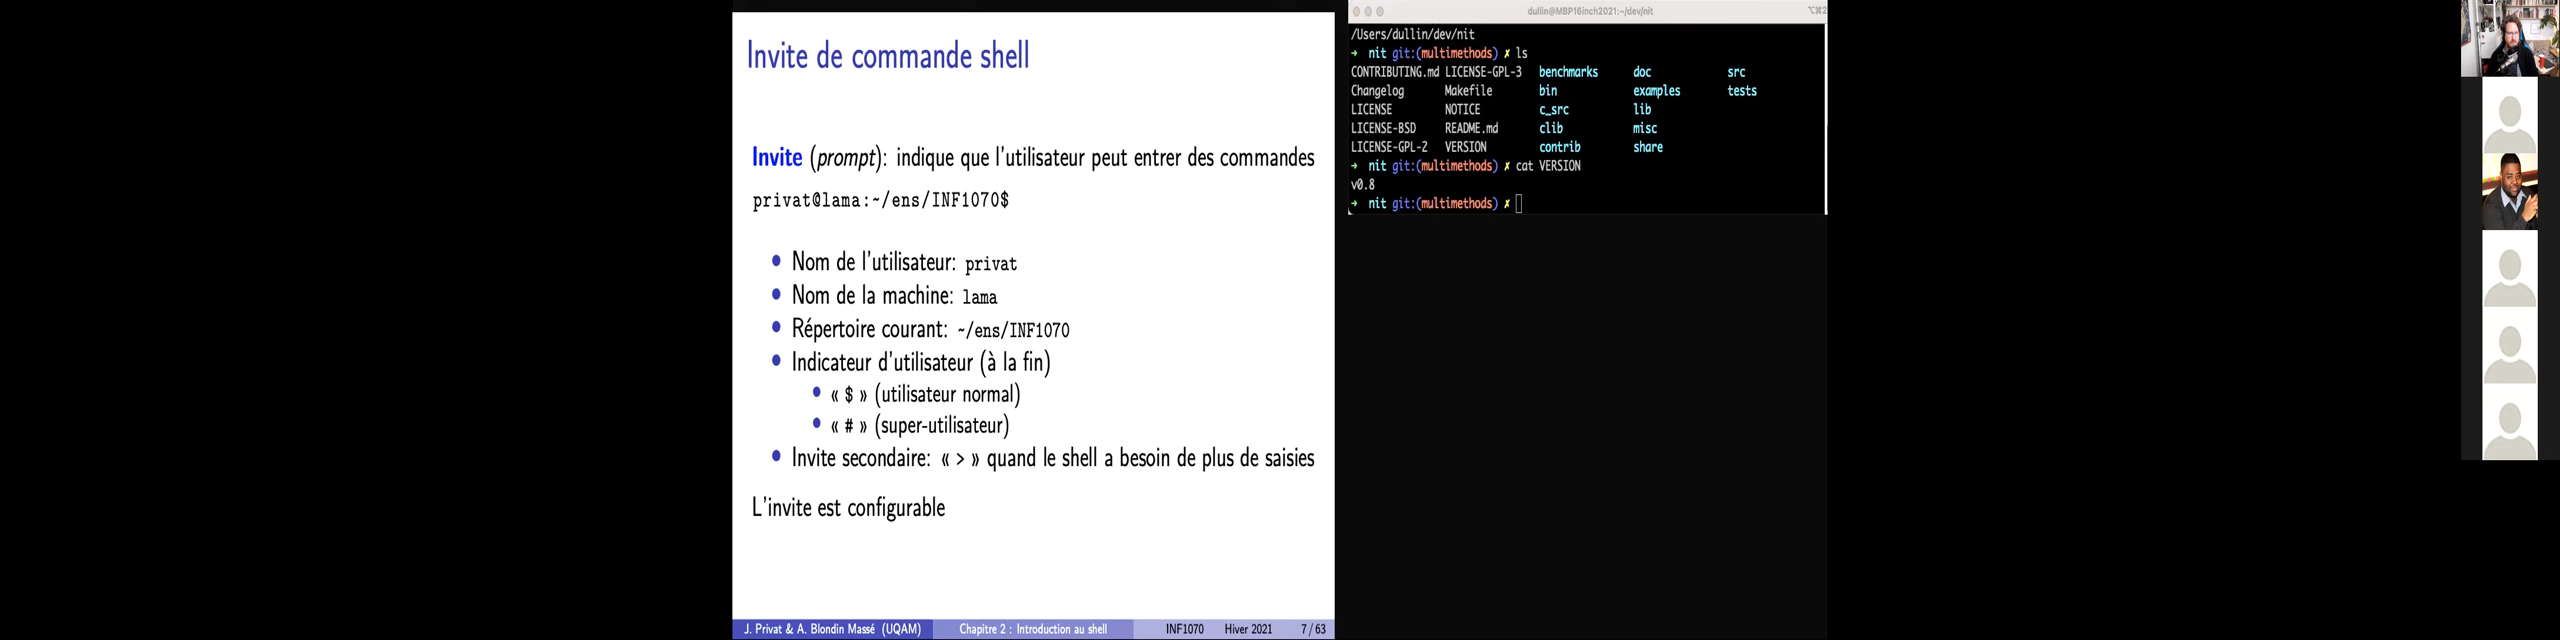 Invite de commande shell
Invite (prompt): indique que l'utilisateur peut entrer des commandes
privat@lama:~/ens/INF1070$
• Nom de l'utilisateur: privat
• Nom de la machine: lama
• Répertoire courant: ~/ens/INF1070
• Indicateur d'utilisateur (à la fin)
• « $ » (utilisateur normal)
• « # » (super-utilisateur)
• Invite secondaire: « > » quand le shell a besoin de plus de saisies
L'invite est configurable
J. Privat & A. Blondin Massé (UQAM) Chapitre 2 : Introduction au shell INF1070 Hiver 2021 7 / 63
dullin@MBP16inch2021:~/dev/nit ⌥⌘2
/Users/dullin/dev/nit
➜ nit git:(multimethods) ✗ ls
CONTRIBUTING.md LICENSE-GPL-3 benchmarks doc src
Changelog Makefile bin examples tests
LICENSE NOTICE c_src lib
LICENSE-BSD README.md clib misc
LICENSE-GPL-2 VERSION contrib share
➜ nit git:(multimethods) ✗ cat VERSION
v0.8
➜ nit git:(multimethods) ✗